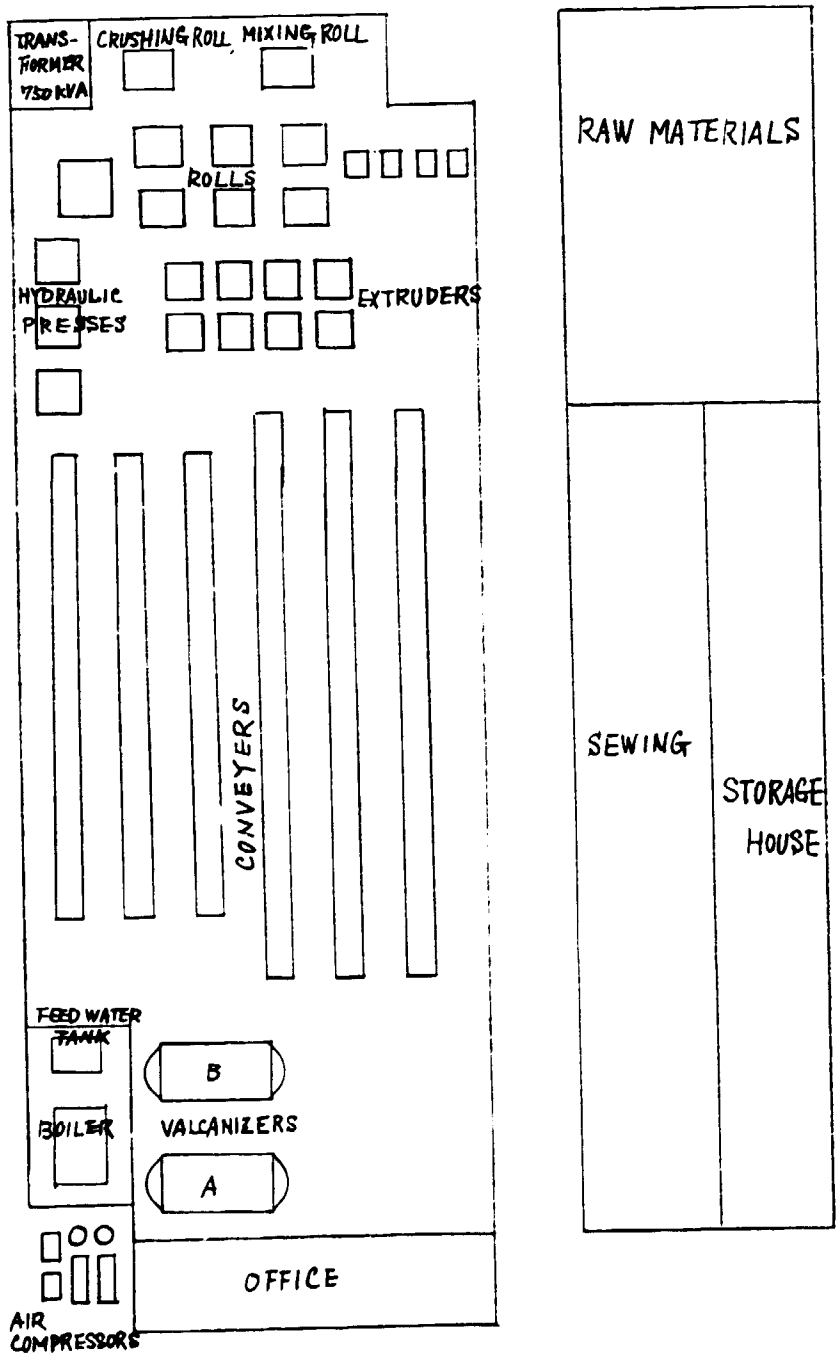 TRANS-
FORMER
750 KVA
CRUSHING ROLL
MIXING ROLL
RAW MATERIALS
ROLLS
HYDRAULIC
PRESSES
EXTRUDERS
CONVEYERS
SEWING
STORAGE
HOUSE
FEED WATER
TANK
B
BOILER
VALCANIZERS
A
OFFICE
AIR
COMPRESSORS